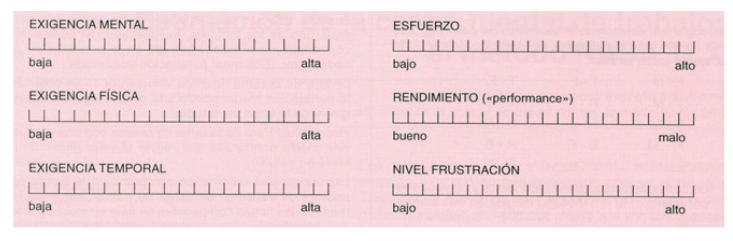 EXIGENCIA MENTAL
baja alta
EXIGENCIA FÍSICA
baja alta
EXIGENCIA TEMPORAL
baja alta
ESFUERZO
bajo alto
RENDIMIENTO («performance»)
bueno malo
NIVEL FRUSTRACIÓN
bajo alto